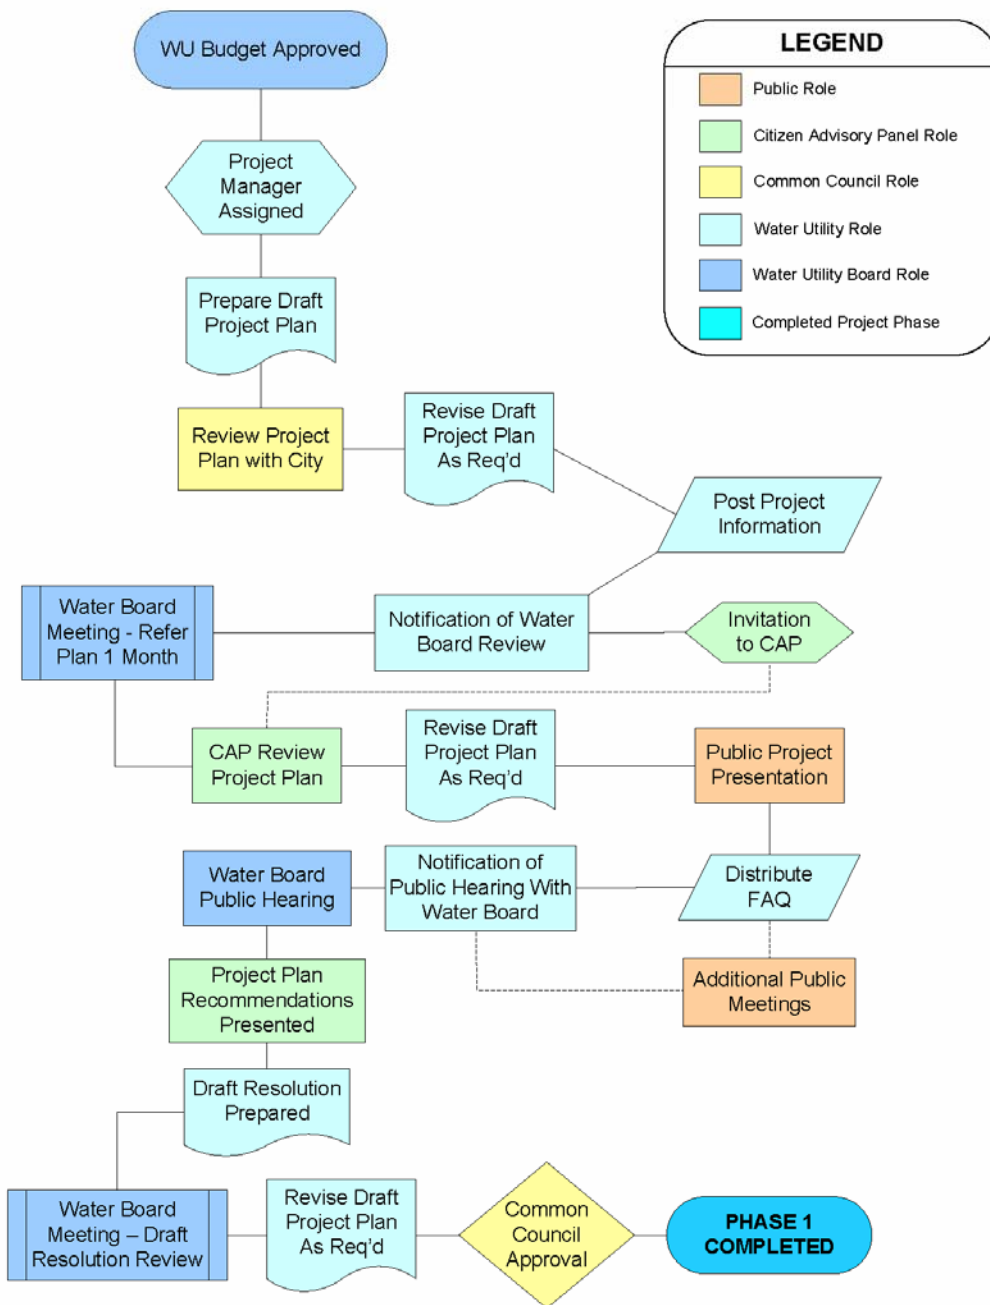 WU Budget Approved
LEGEND
Public Role
Citizen Advisory Panel Role
Common Council Role
Water Utility Role
Water Utility Board Role
Completed Project Phase
Project
Manager
Assigned
Prepare Draft
Project Plan
Review Project
Plan with City
Revise Draft
Project Plan
As Req'd
Post Project
Information
Water Board
Meeting - Refer
Plan 1 Month
Notification of Water
Board Review
Invitation
to CAP
CAP Review
Project Plan
Revise Draft
Project Plan
As Req'd
Public Project
Presentation
Water Board
Public Hearing
Notification of
Public Hearing With
Water Board
Distribute
FAQ
Project Plan
Recommendations
Presented
Additional Public
Meetings
Draft Resolution
Prepared
Water Board
Meeting – Draft
Resolution Review
Revise Draft
Project Plan
As Req'd
Common
Council
Approval
PHASE 1
COMPLETED